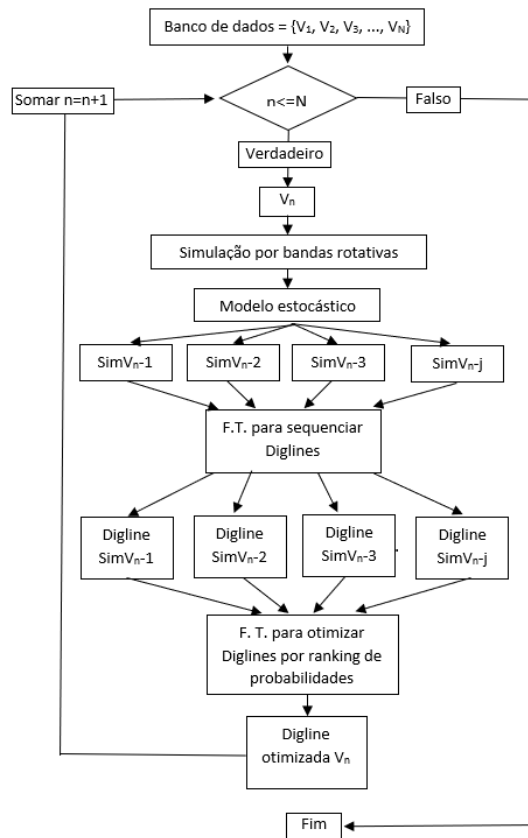 Banco de dados = {V₁, V₂, V₃, ..., Vₙ}
Somar n=n+1
n<=N
Falso
Verdadeiro
Vₙ
Simulação por bandas rotativas
Modelo estocástico
SimVₙ-1
SimVₙ-2
SimVₙ-3
SimVₙ-j
F.T. para sequenciar
Diglines
Digline
SimVₙ-1
Digline
SimVₙ-2
Digline
SimVₙ-3
Digline
SimVₙ-j
F. T. para otimizar
Diglines por ranking de
probabilidades
Digline
otimizada Vₙ
Fim